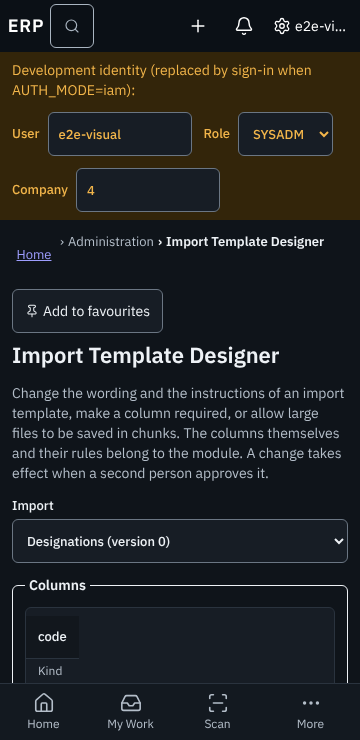 ERP e2e-vi...
Development identity (replaced by sign-in when
AUTH_MODE=iam):
User e2e-visual Role SYSADM
Company 4
Home › Administration › Import Template Designer
Add to favourites
Import Template Designer
Change the wording and the instructions of an import
template, make a column required, or allow large
files to be saved in chunks. The columns themselves
and their rules belong to the module. A change takes
effect when a second person approves it.
Import
Designations (version 0)
Columns
code
Kind
Home My Work Scan More